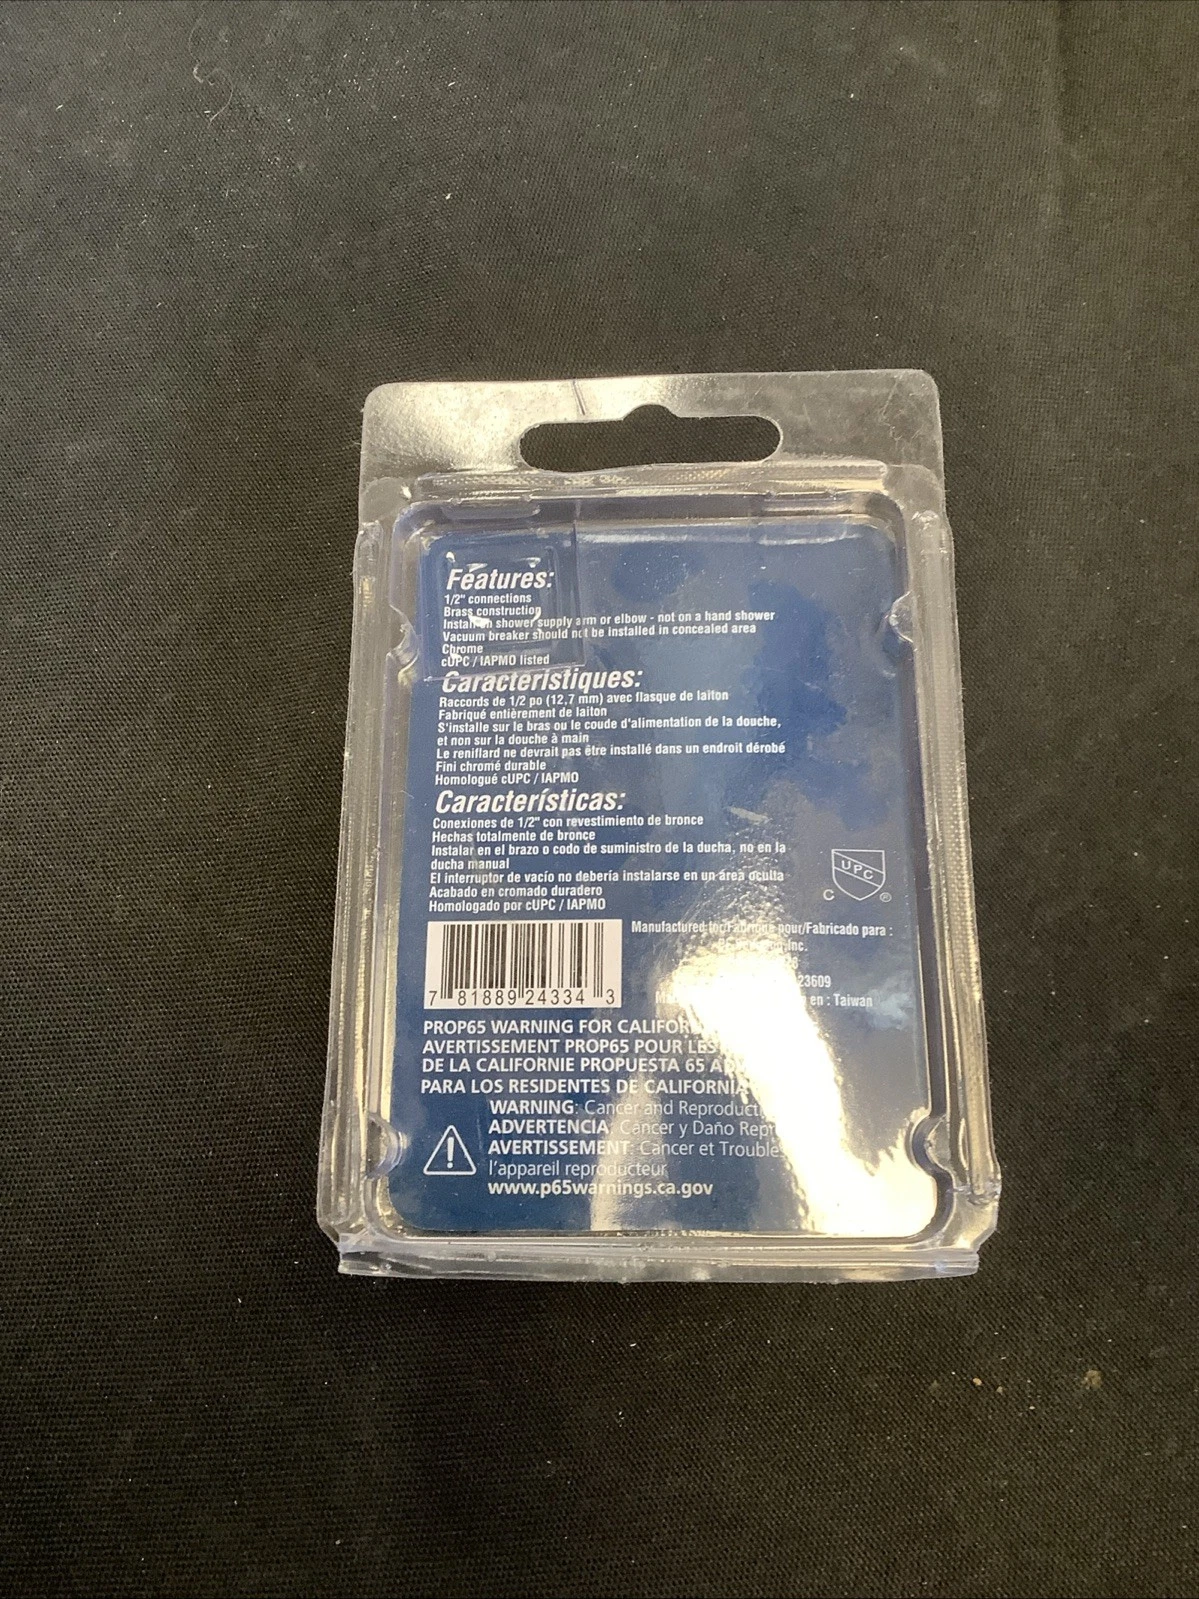 Features:
1/2" connections
Brass construction
Install on shower supply arm or elbow - not on a hand shower
Vacuum breaker should not be installed in concealed area
Chrome
cUPC / IAPMO listed
Caractéristiques:
Raccords de 1/2 po (12,7 mm) avec flasque de laiton
Fabriqué entièrement de laiton
S'installe sur le bras ou le coude d'alimentation de la douche,
et non sur la douche à main
Le reniflard ne devrait pas être installé dans un endroit dérobé
Fini chromé durable
Homologué cUPC / IAPMO
Características:
Conexiones de 1/2" con revestimiento de bronce
Hechas totalmente de bronce
Instalar en el brazo o codo de suministro de la ducha, no en la
ducha manual
El interruptor de vacío no debería instalarse en un área oculta
Acabado en cromado duradero
Homologado por cUPC / IAPMO
UPC
C ®
Manufactured for/Fabriqué pour/Fabricado para :
Inc.
23609
en : Taiwan
7 81889 24334 3
PROP65 WARNING FOR
AVERTISSEMENT PROP65 POUR LES
DE LA CALIFORNIE PROPUESTA 65
PARA LOS RESIDENTES DE CALIFORNIA
WARNING: Cancer and
ADVERTENCIA: Cáncer y Daño
AVERTISSEMENT: Cancer et
l'appareil reproducteur
www.p65warnings.ca.gov